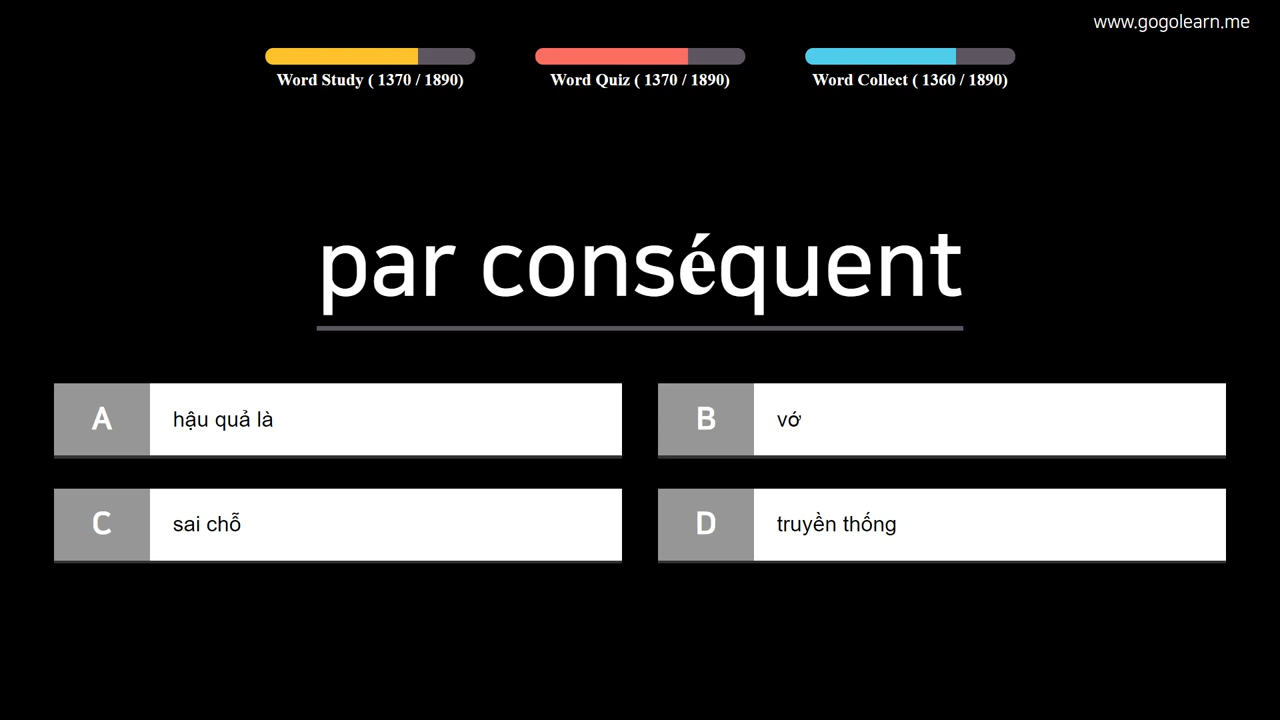 www.gogolearn.me
Word Study ( 1370 / 1890)
Word Quiz ( 1370 / 1890)
Word Collect ( 1360 / 1890)
par conséquent
A hậu quả là
B vớ
C sai chỗ
D truyền thống